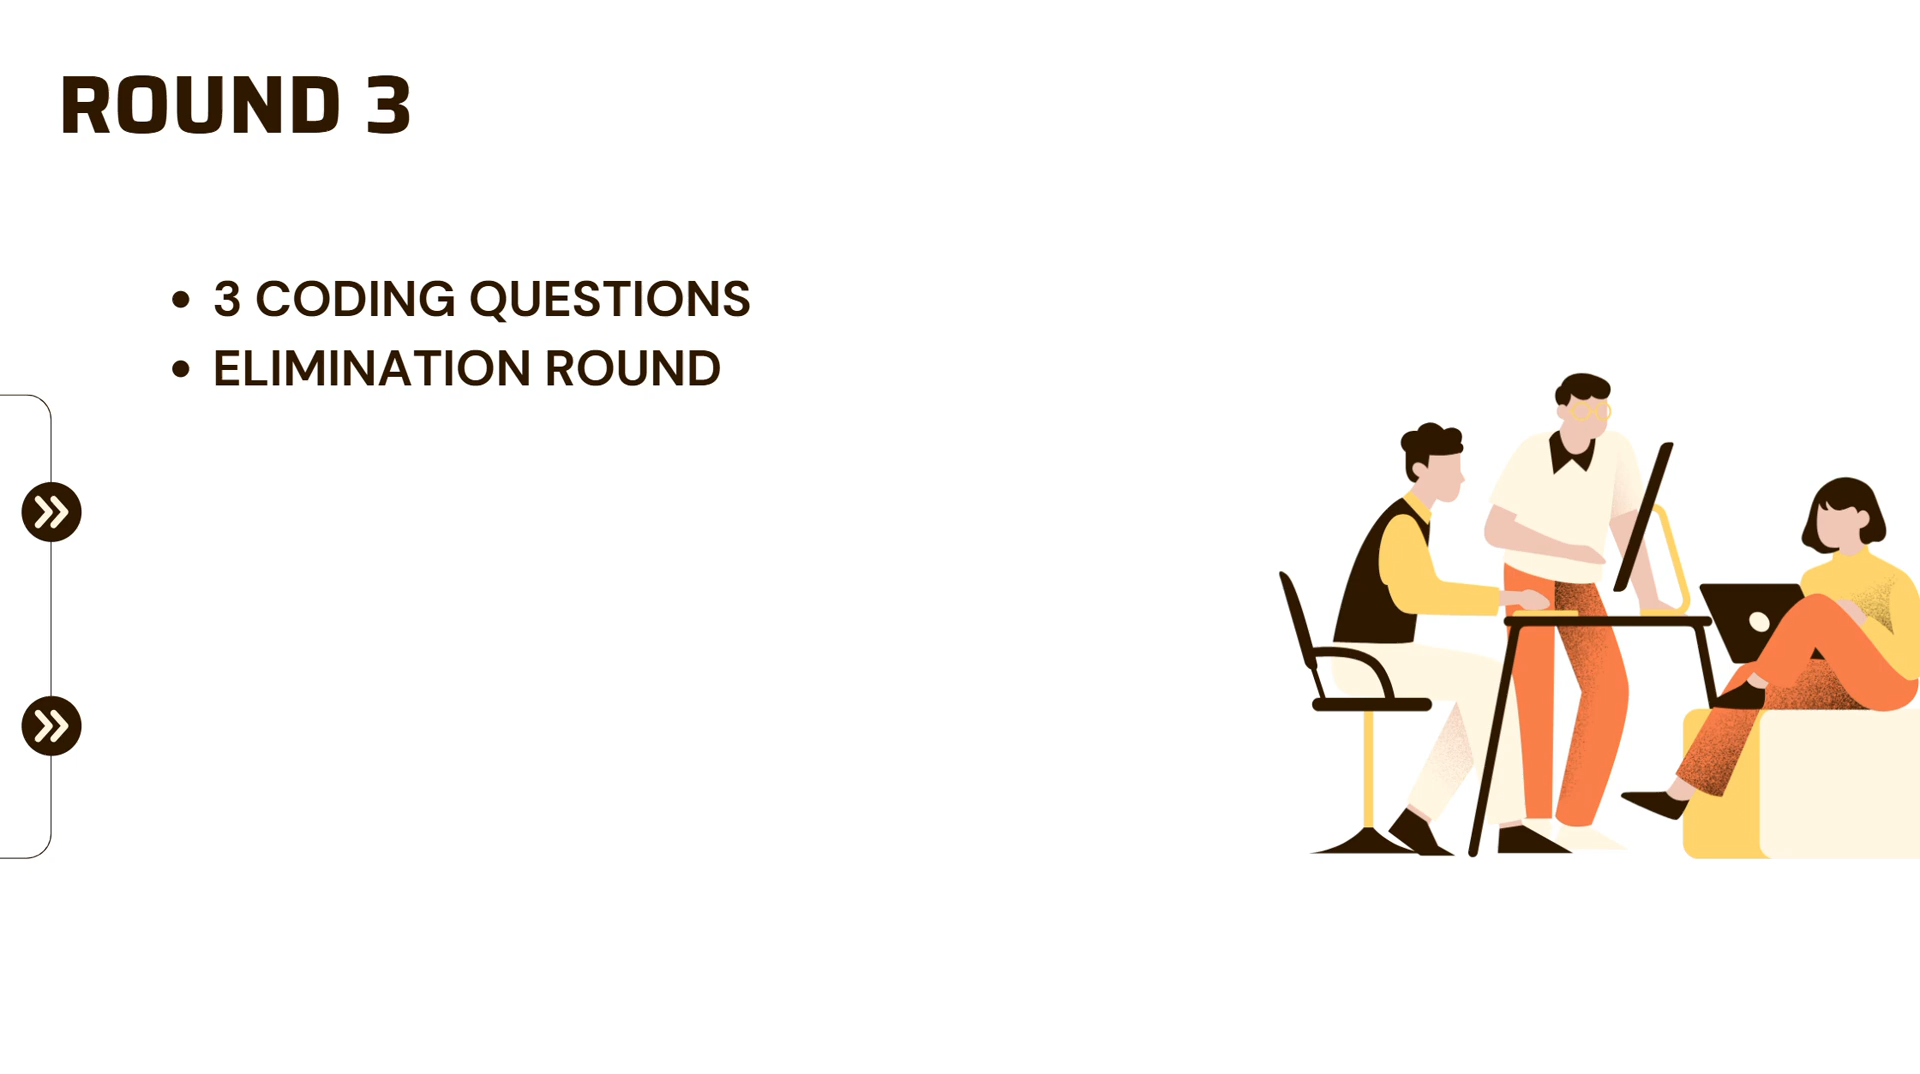 ROUND 3
• 3 CODING QUESTIONS
• ELIMINATION ROUND